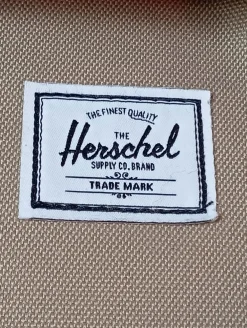 THE FINEST QUALITY
THE
Herschel
SUPPLY CO. BRAND
TRADE MARK